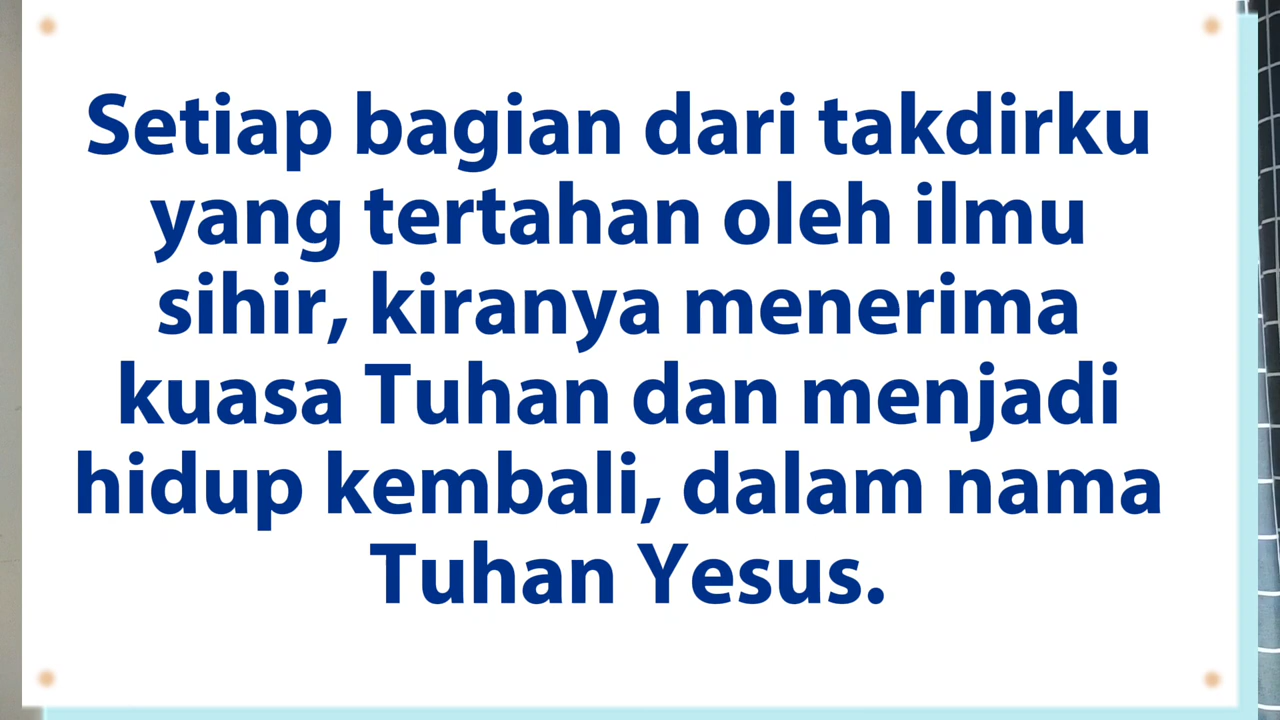 Setiap bagian dari takdirku
yang tertahan oleh ilmu
sihir, kiranya menerima
kuasa Tuhan dan menjadi
hidup kembali, dalam nama
Tuhan Yesus.